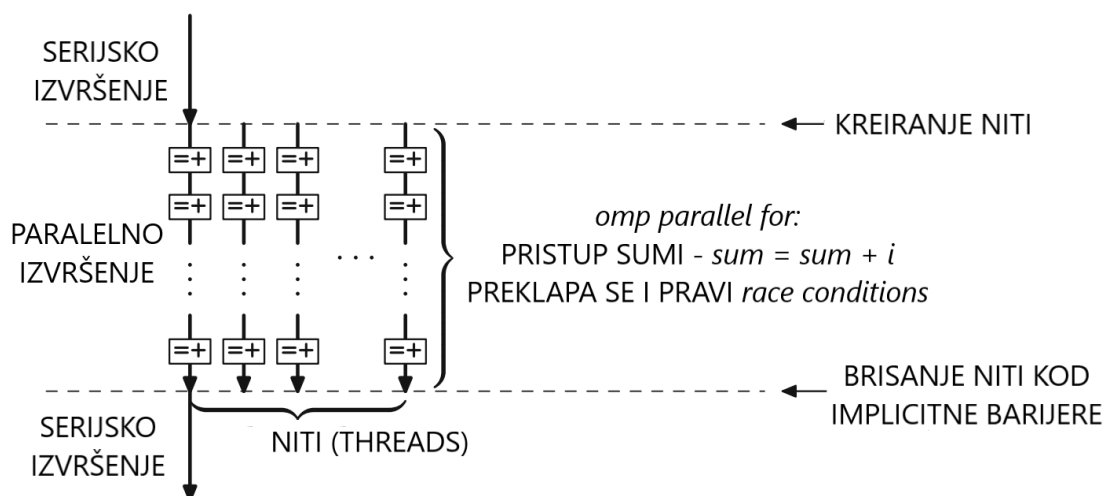 SERIJSKO
IZVRŠENJE
KREIRANJE NITI
=+ =+ =+ =+
=+ =+ =+ =+
PARALELNO
IZVRŠENJE
omp parallel for:
PRISTUP SUMI - sum = sum + i
PREKLAPA SE I PRAVI race conditions
=+ =+ =+ =+
BRISANJE NITI KOD
IMPLICITNE BARIJERE
SERIJSKO
IZVRŠENJE
NITI (THREADS)